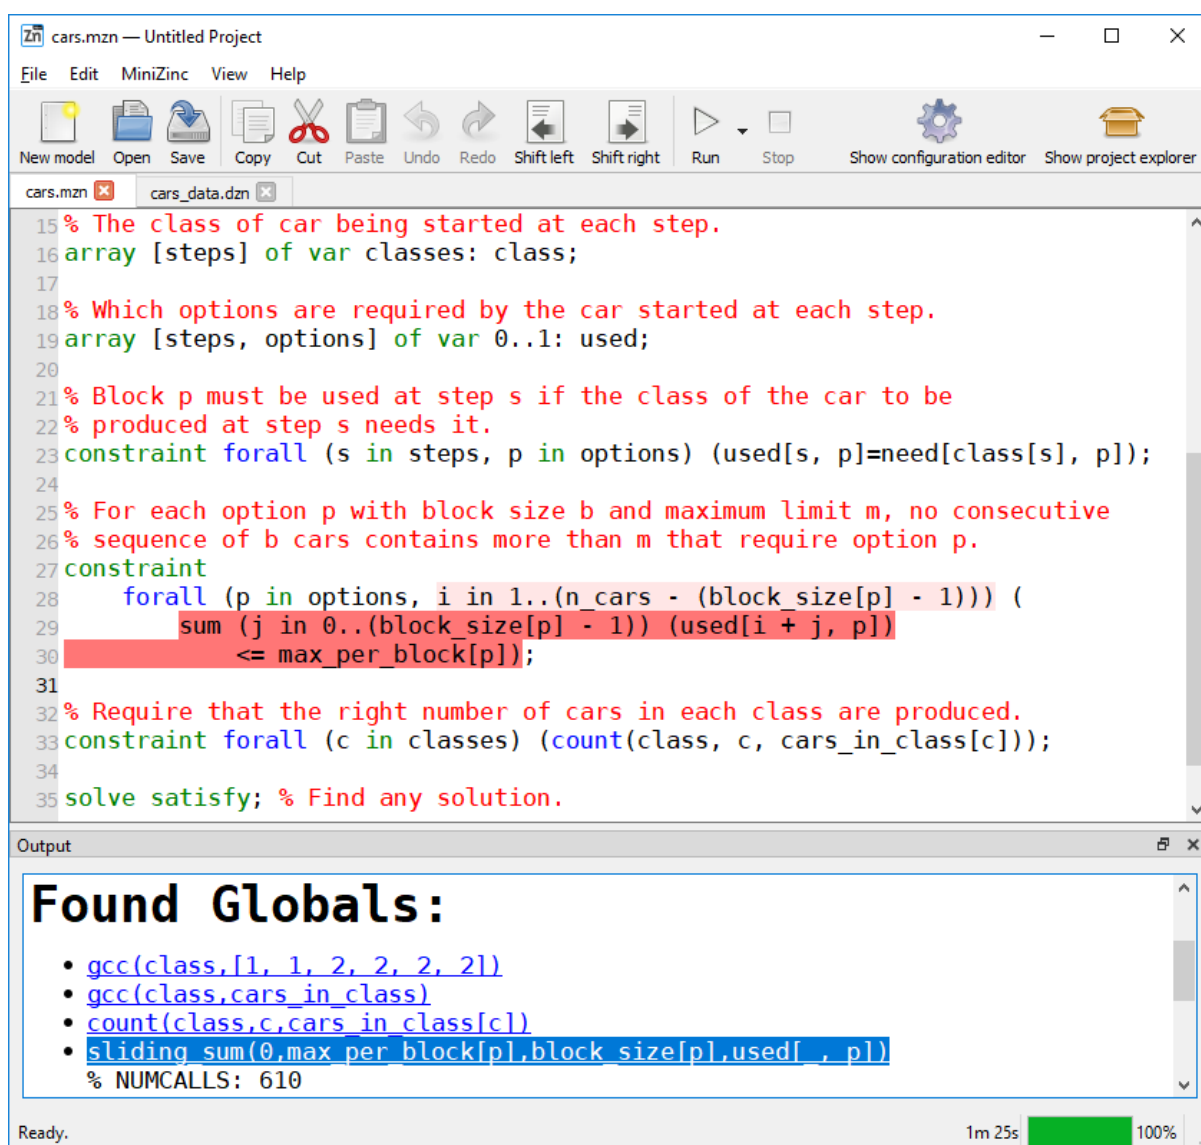 Zn cars.mzn — Untitled Project
File Edit MiniZinc View Help
New model Open Save Copy Cut Paste Undo Redo Shift left Shift right Run Stop Show configuration editor Show project explorer
cars.mzn cars_data.dzn
15 % The class of car being started at each step.
16 array [steps] of var classes: class;
17
18 % Which options are required by the car started at each step.
19 array [steps, options] of var 0..1: used;
20
21 % Block p must be used at step s if the class of the car to be
22 % produced at step s needs it.
23 constraint forall (s in steps, p in options) (used[s, p]=need[class[s], p]);
24
25 % For each option p with block size b and maximum limit m, no consecutive
26 % sequence of b cars contains more than m that require option p.
27 constraint
28     forall (p in options, i in 1..(n_cars - (block_size[p] - 1))) (
29         sum (j in 0..(block_size[p] - 1)) (used[i + j, p])
30             <= max_per_block[p]);
31
32 % Require that the right number of cars in each class are produced.
33 constraint forall (c in classes) (count(class, c, cars_in_class[c]));
34
35 solve satisfy; % Find any solution.
Output
Found Globals:
• gcc(class,[1, 1, 2, 2, 2, 2])
• gcc(class,cars_in_class)
• count(class,c,cars_in_class[c])
• sliding_sum(0,max_per_block[p],block_size[p],used[_, p])
% NUMCALLS: 610
Ready. 1m 25s 100%